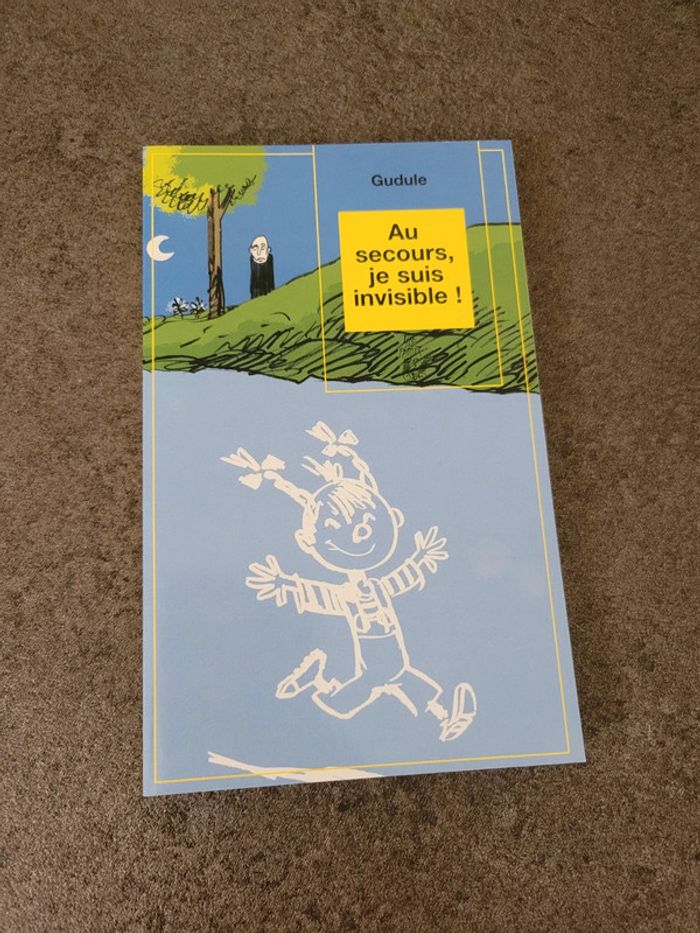 Gudule
Au
secours,
je suis
invisible !